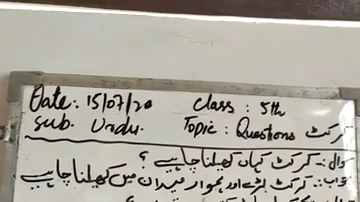 Date: 15/07/20 Class: 5th
Sub. Urdu. Topic: Questions کرکٹ
سوال:۔ کرکٹ کہاں کھیلنا چاہیے ؟
جواب:۔ کرکٹ بڑے اور ہموار میدان میں کھیلنا چاہیے